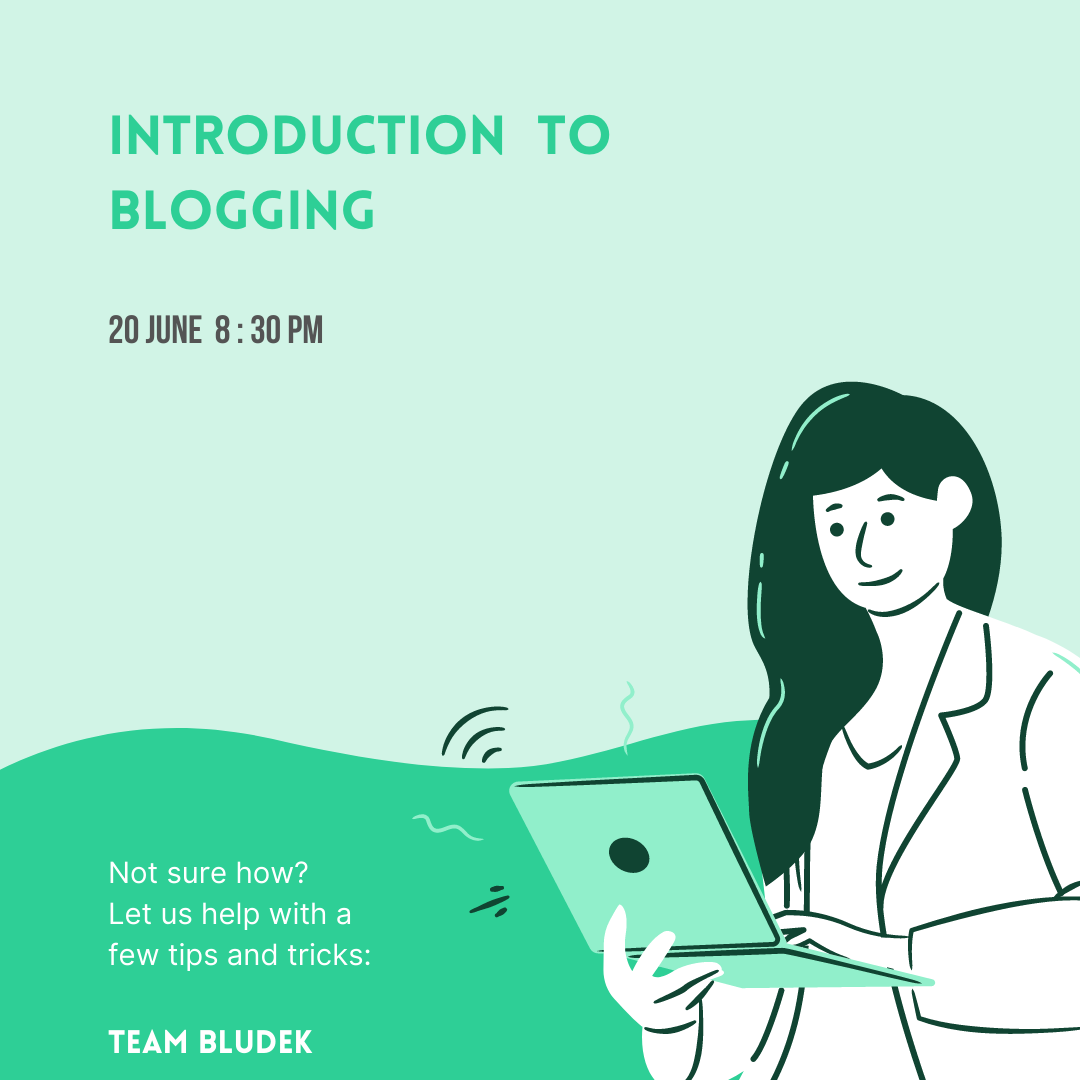 INTRODUCTION TO
BLOGGING
20 JUNE 8 : 30 PM
Not sure how?
Let us help with a
few tips and tricks:
TEAM BLUDEK